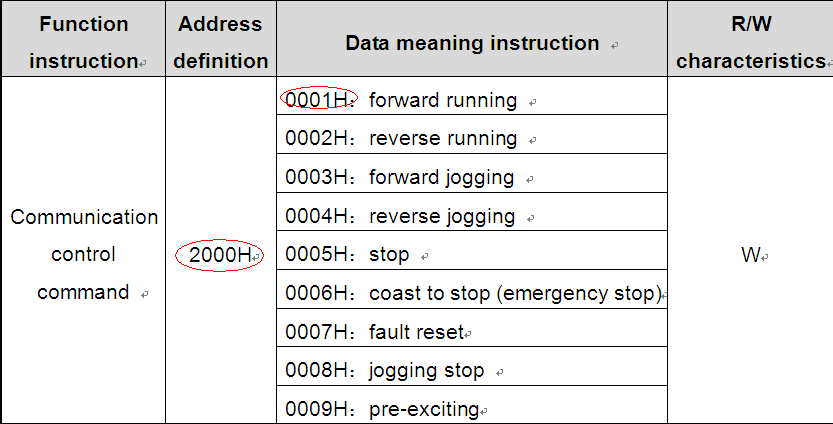 Function
instruction
Address
definition
Data meaning instruction
R/W
characteristics
Communication
control
command
2000H
0001H：forward running
0002H：reverse running
0003H：forward jogging
0004H：reverse jogging
0005H：stop
0006H：coast to stop (emergency stop)
0007H：fault reset
0008H：jogging stop
0009H：pre-exciting
W